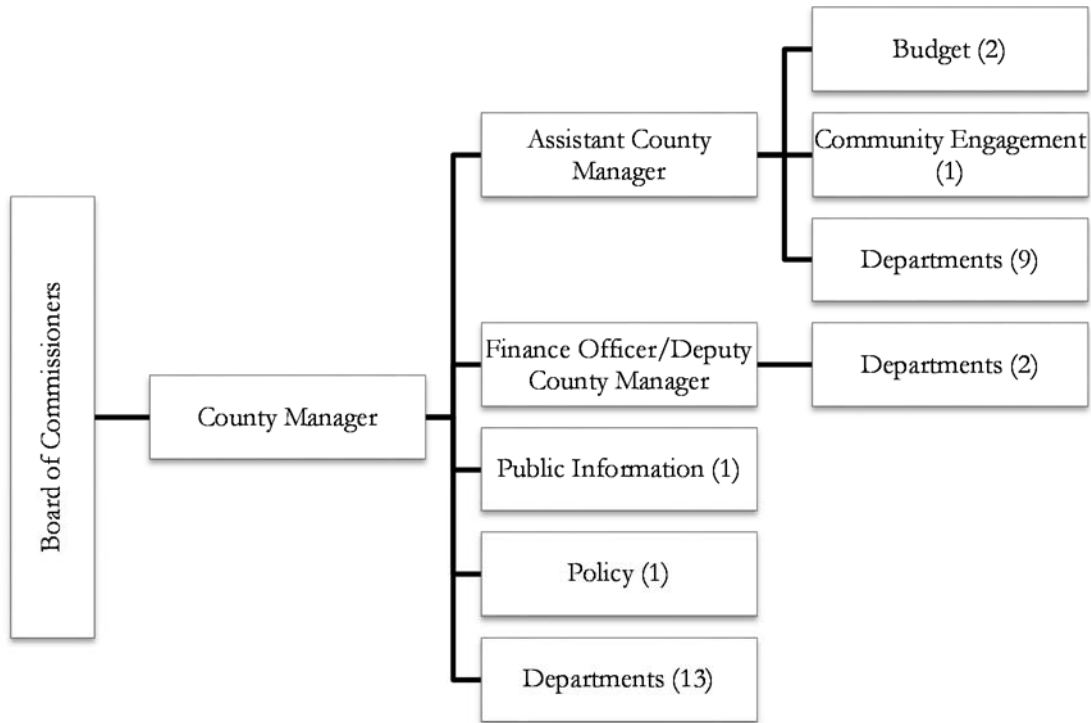 Board of Commissioners
County Manager
Assistant County
Manager
Budget (2)
Community Engagement
(1)
Departments (9)
Finance Officer/Deputy
County Manager
Departments (2)
Public Information (1)
Policy (1)
Departments (13)